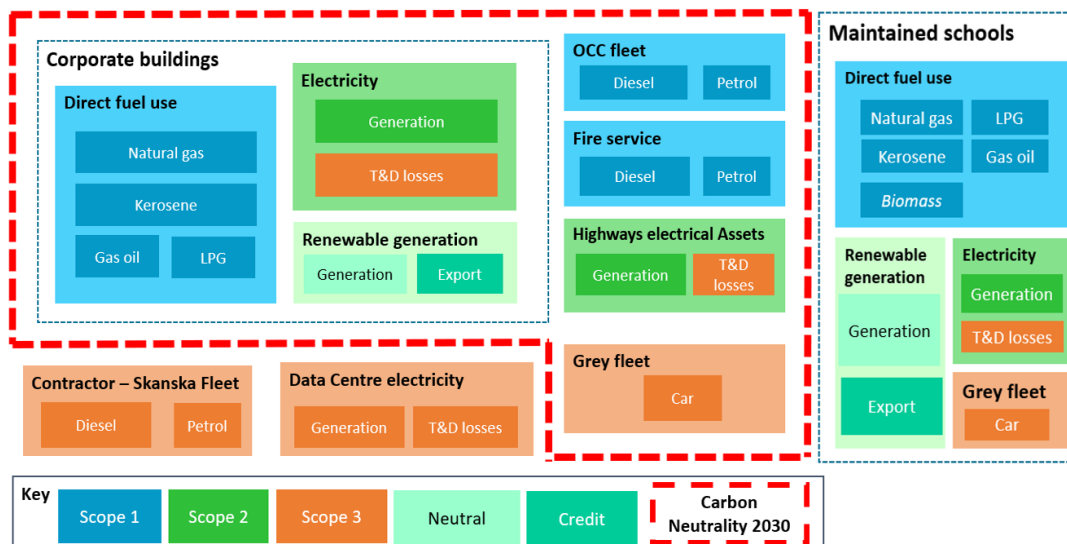 Corporate buildings
Direct fuel use
Natural gas
Kerosene
Gas oil
LPG
Electricity
Generation
T&D losses
Renewable generation
Generation
Export
OCC fleet
Diesel
Petrol
Fire service
Diesel
Petrol
Highways electrical Assets
Generation
T&D
losses
Grey fleet
Car
Contractor – Skanska Fleet
Diesel
Petrol
Data Centre electricity
Generation
T&D losses
Maintained schools
Direct fuel use
Natural gas
LPG
Kerosene
Gas oil
Biomass
Renewable
generation
Generation
Export
Electricity
Generation
T&D losses
Grey fleet
Car
Key
Scope 1
Scope 2
Scope 3
Neutral
Credit
Carbon
Neutrality 2030